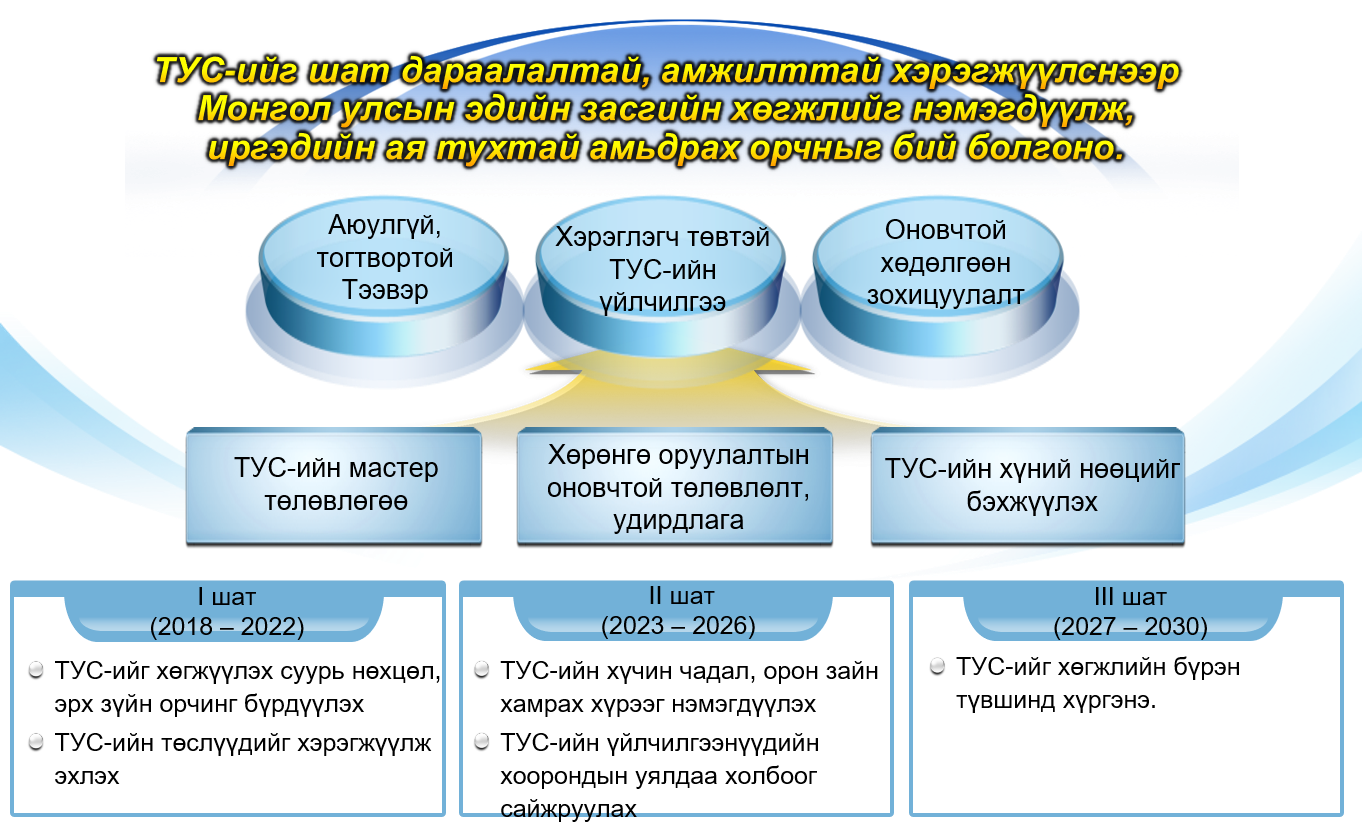 ТУС-ийг шат дараалалтай, амжилттай хэрэгжүүлснээр
Монгол улсын эдийн засгийн хөгжлийг нэмэгдүүлж,
иргэдийн ая тухтай амьдрах орчныг бий болгоно.
Аюулгүй,
тогтвортой
Тээвэр
Хэрэглэгч төвтэй
ТУС-ийн
үйлчилгээ
Оновчтой
хөдөлгөөн
зохицуулалт
ТУС-ийн мастер
төлөвлөгөө
Хөрөнгө оруулалтын
оновчтой төлөвлөлт,
удирдлага
ТУС-ийн хүний нөөцийг
бэхжүүлэх
I шат
(2018 – 2022)
ТУС-ийг хөгжүүлэх суурь нөхцөл,
эрх зүйн орчинг бүрдүүлэх
ТУС-ийн төслүүдийг хэрэгжүүлж
эхлэх
II шат
(2023 – 2026)
ТУС-ийн хүчин чадал, орон зайн
хамрах хүрээг нэмэгдүүлэх
ТУС-ийн үйлчилгээнүүдийн
хоорондын уялдаа холбоог
сайжруулах
III шат
(2027 – 2030)
ТУС-ийг хөгжлийн бүрэн
түвшинд хүргэнэ.